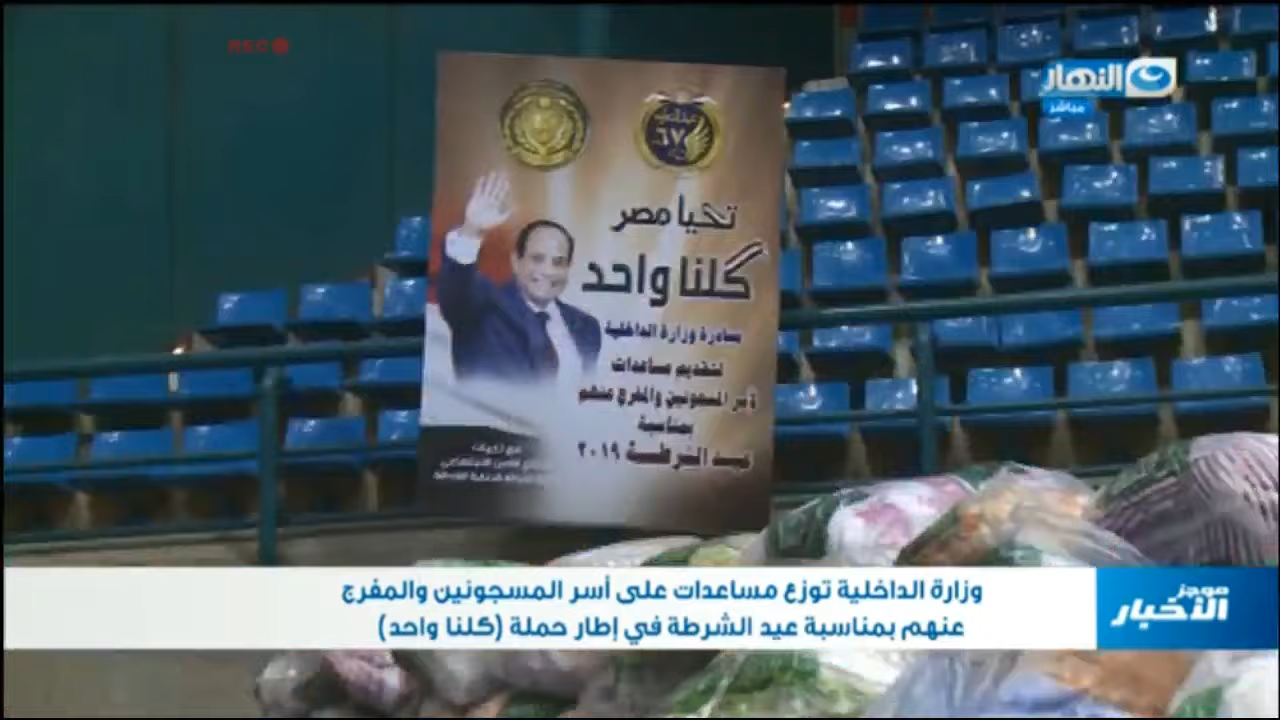 REC
النهار
مباشر
٦٧
تحيا مصر
كلنا واحد
مبادرة وزارة الداخلية
لتقديم مساعدات
لأسر المسجونين والمفرج عنهم
بمناسبة
عيد الشرطة ٢٠١٩
موجز
الأخبار
وزارة الداخلية توزع مساعدات على أسر المسجونين والمفرج
عنهم بمناسبة عيد الشرطة في إطار حملة (كلنا واحد)